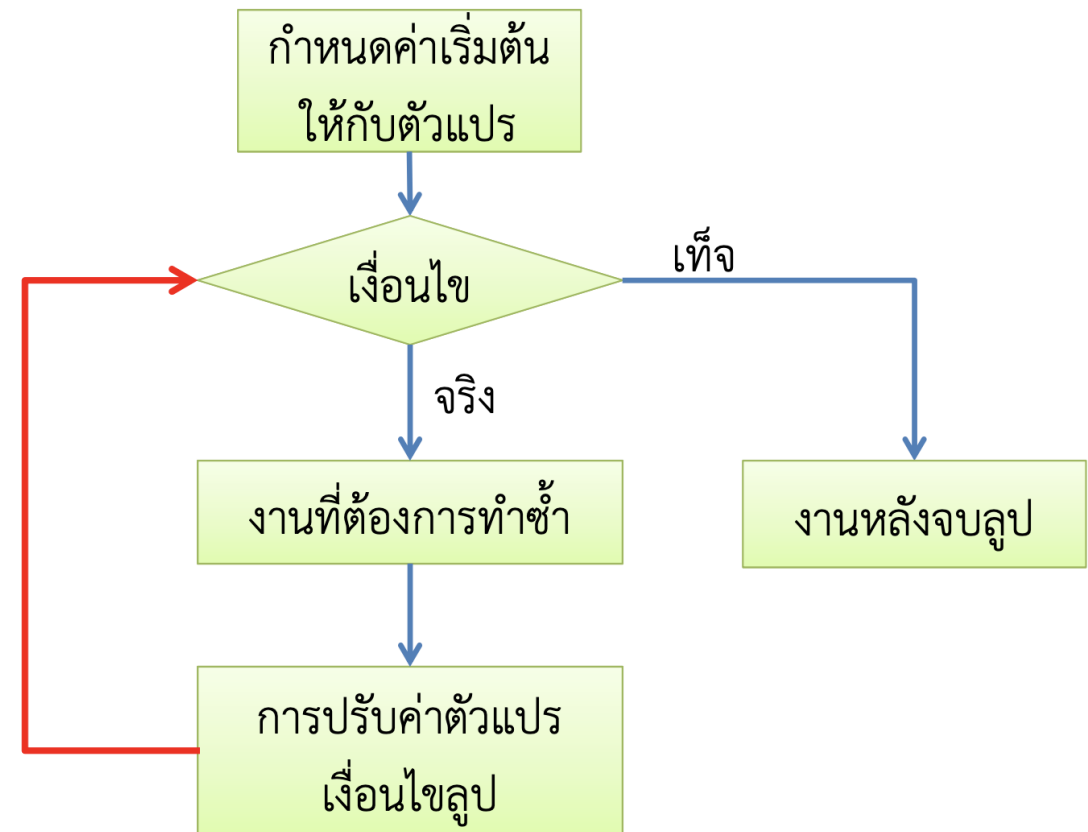 กำหนดค่าเริ่มต้น
ให้กับตัวแปร
เงื่อนไข
เท็จ
จริง
งานที่ต้องการทำซ้ำ
งานหลังจบลูป
การปรับค่าตัวแปร
เงื่อนไขลูป